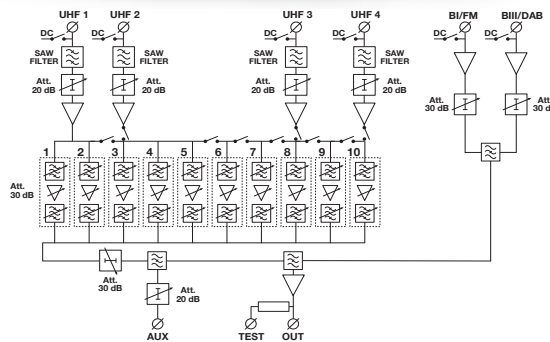 UHF 1 UHF 2 UHF 3 UHF 4 BI/FM BIII/DAB
DC DC DC DC DC DC
SAW FILTER SAW FILTER SAW FILTER SAW FILTER
Att. 20 dB Att. 20 dB Att. 20 dB Att. 20 dB
Att. 30 dB Att. 30 d
1 2 3 4 5 6 7 8 9 10
Att. 30 dB
Att. 30 dB
Att. 20 dB
AUX TEST OUT